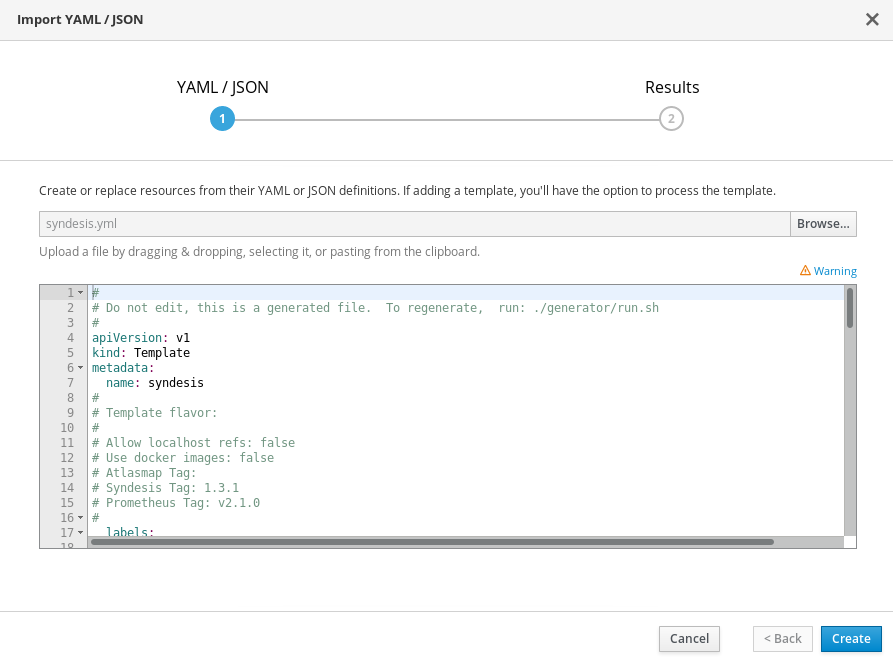 Import YAML / JSON
YAML / JSON
Results
1
2
Create or replace resources from their YAML or JSON definitions. If adding a template, you'll have the option to process the template.
syndesis.yml
Browse...
Upload a file by dragging & dropping, selecting it, or pasting from the clipboard.
Warning
1 #
2 # Do not edit, this is a generated file.  To regenerate,  run: ./generator/run.sh
3 #
4 apiVersion: v1
5 kind: Template
6 metadata:
7   name: syndesis
8 #
9 # Template flavor:
10 #
11 # Allow localhost refs: false
12 # Use docker images: false
13 # Atlasmap Tag:
14 # Syndesis Tag: 1.3.1
15 # Prometheus Tag: v2.1.0
16 #
17   labels:
18
Cancel
< Back
Create